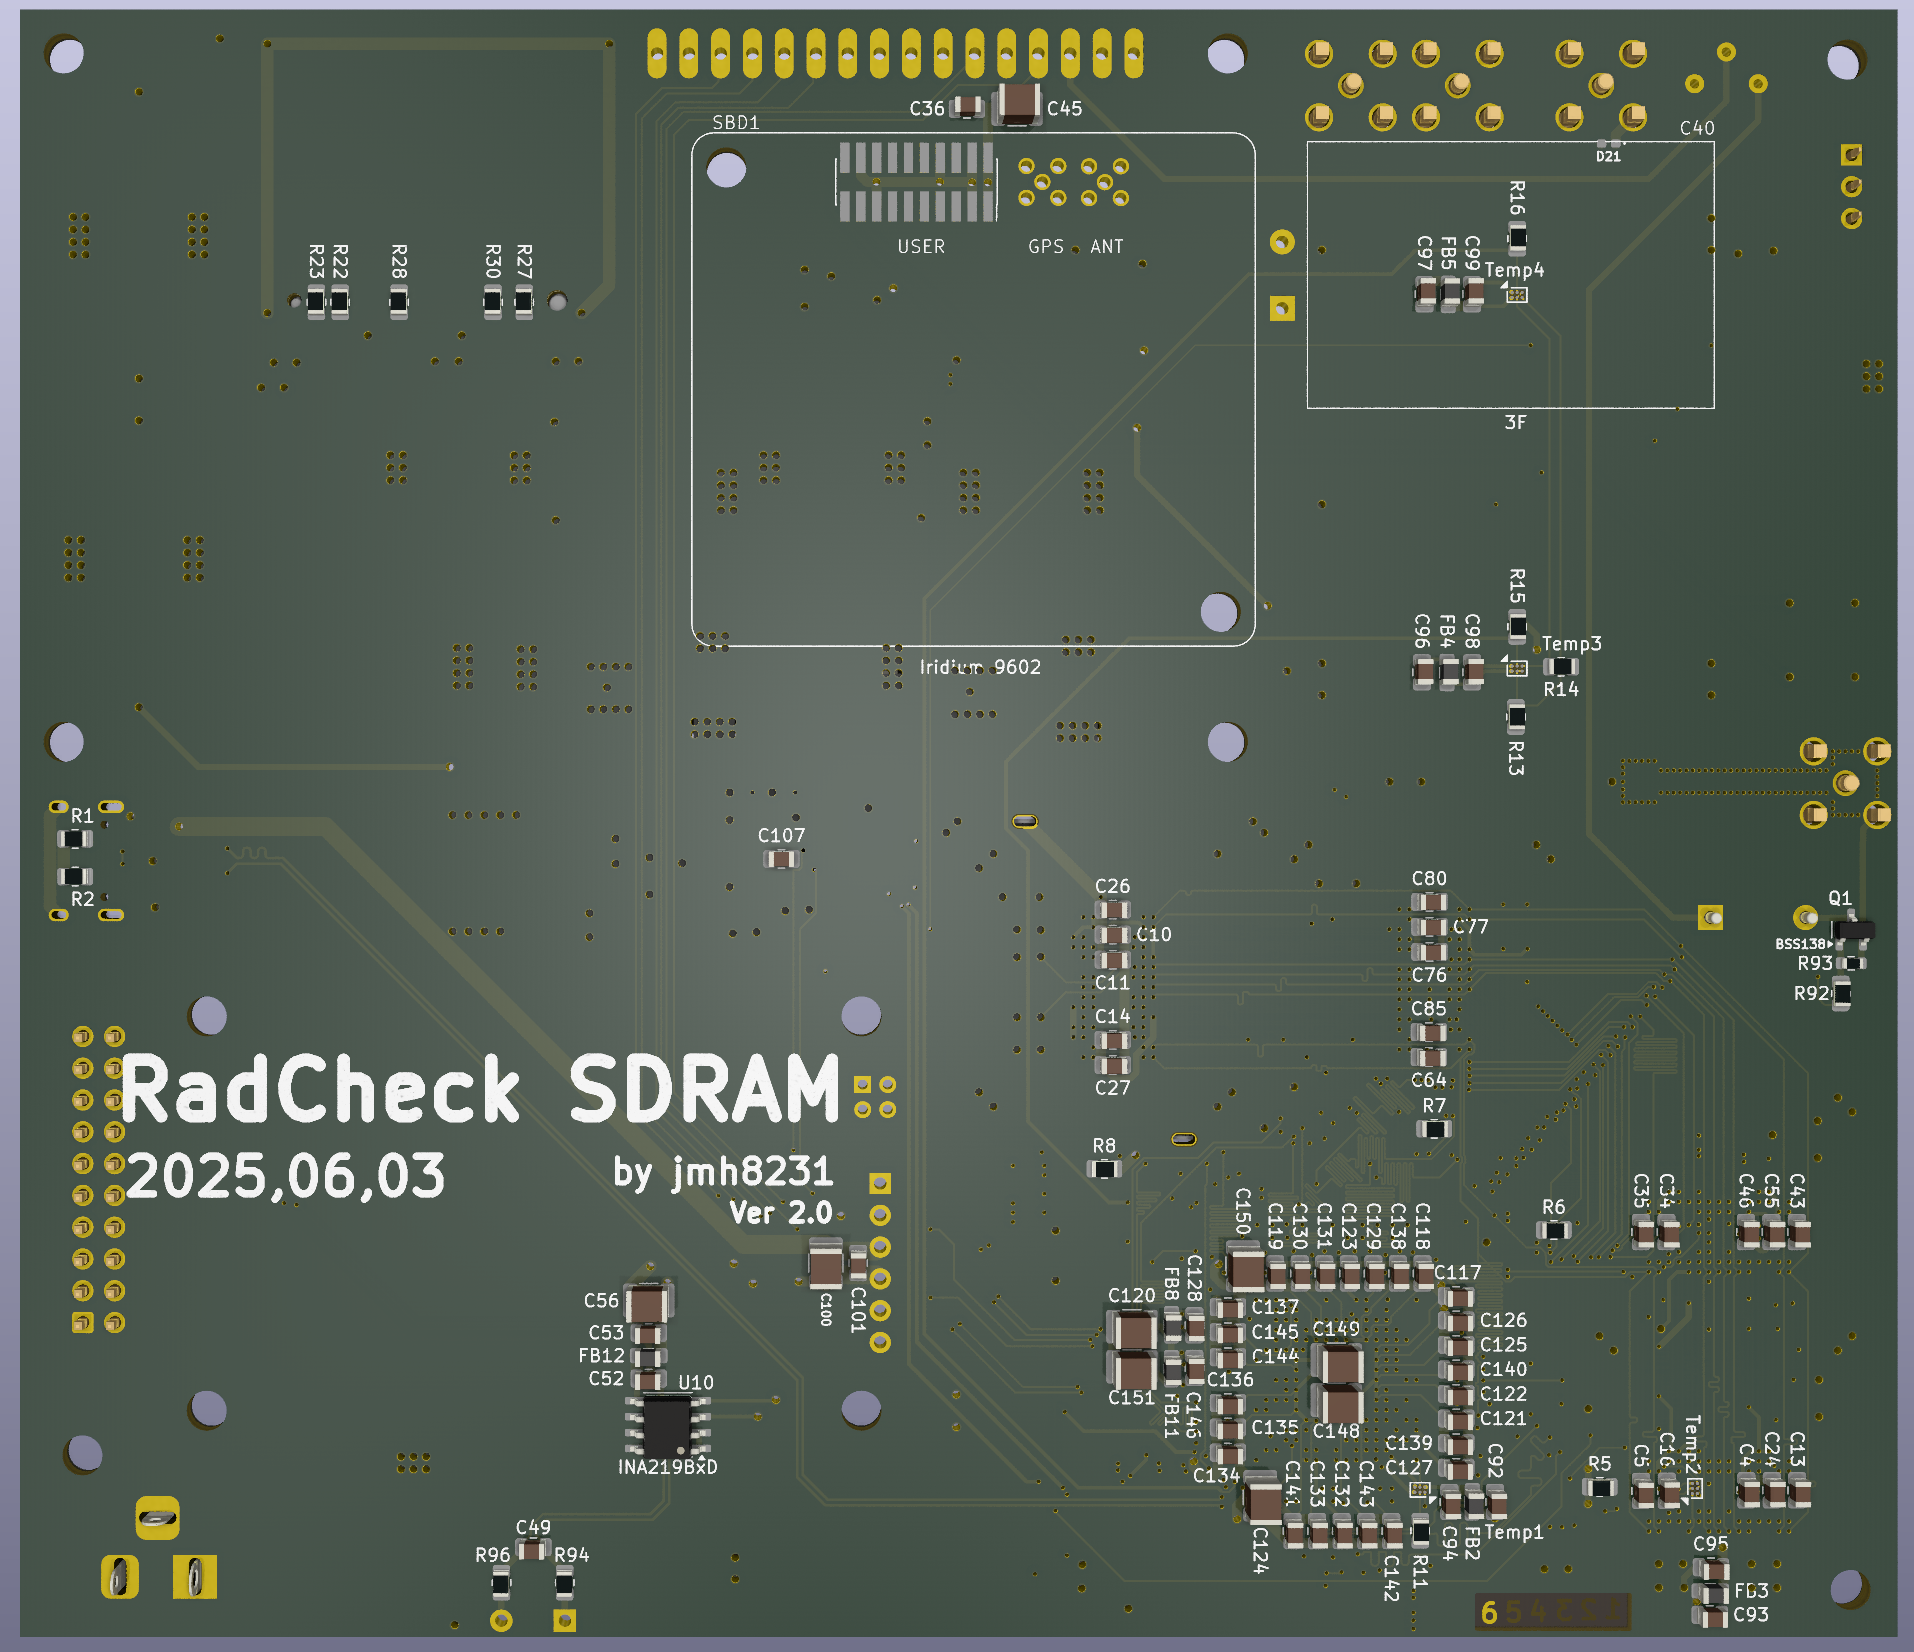 C36
C45
SBD1
C40
D21
R16
USER
GPS
ANT
R23
R22
R28
R30
R27
C97
FB5
C99
Temp4
3F
R15
C96
FB4
C98
Temp3
Iridium 9602
R14
R13
R1
C107
R2
C26
C80
Q1
C10
C77
BSS138
R93
C11
C76
R92
C14
C85
C27
C64
RadCheck SDRAM
R7
R8
2025,06,03
by jmh8231
Ver 2.0
C35
C34
C46
C55
C43
R6
C150
C119
C130
C131
C123
C129
C138
C118
C117
C128
FB8
C100
C101
C56
C120
C137
C126
C53
C145
C149
C125
FB12
C144
C140
C52
U10
C136
C151
C122
FB11
C146
C135
C148
C121
INA219BxD
C139
C127
C134
C92
Temp2
R5
C5
C16
C4
C24
C13
C141
C133
C132
C143
C124
C142
R11
C94
FB2
Temp1
C49
R96
R94
C95
FB3
C93
6 5 4 3 2 1